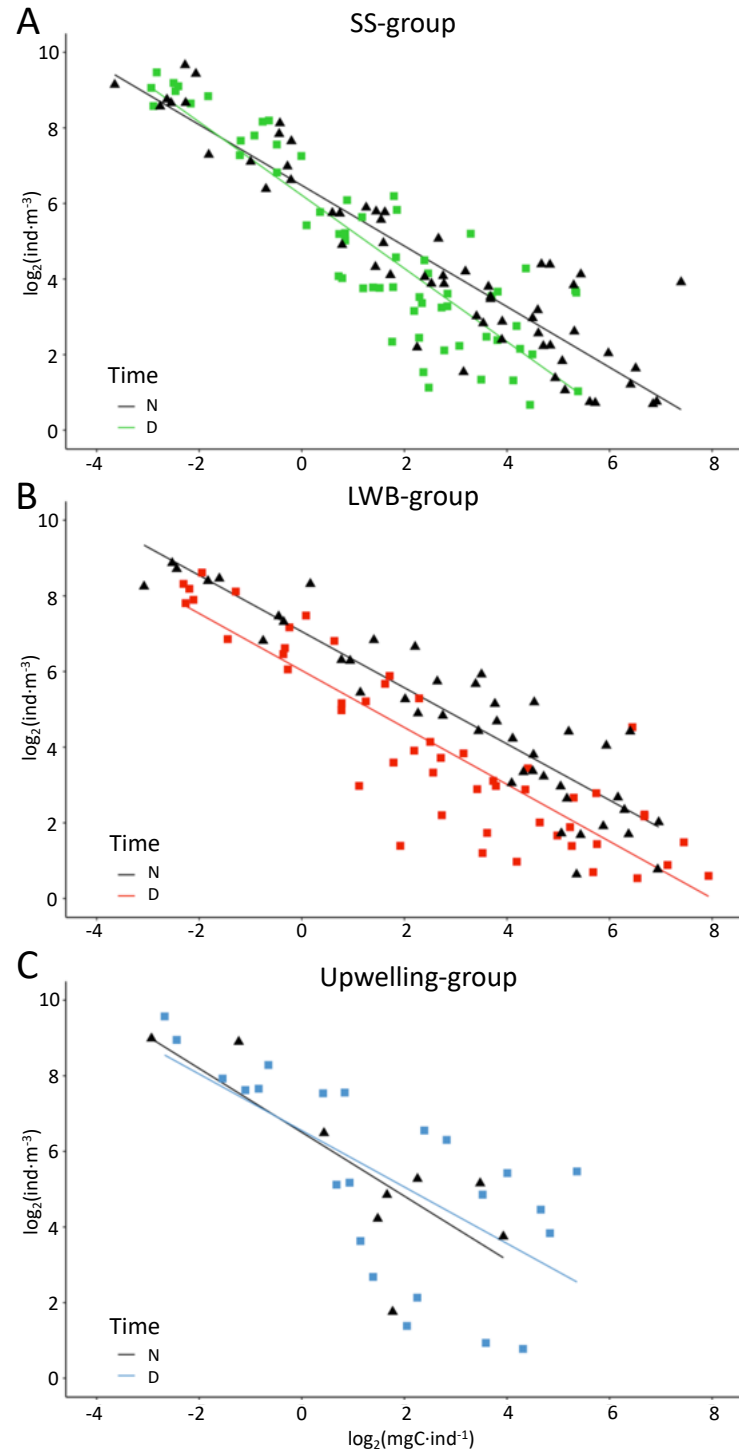 A
SS-group
10
8
6
4
2
0
log₂(ind·m⁻³)
Time
N
D
-4 -2 0 2 4 6 8
B
LWB-group
10
8
6
4
2
0
log₂(ind·m⁻³)
Time
N
D
-4 -2 0 2 4 6 8
C
Upwelling-group
10
8
6
4
2
0
log₂(ind·m⁻³)
Time
N
D
-4 -2 0 2 4 6 8
log₂(mgC·ind⁻¹)